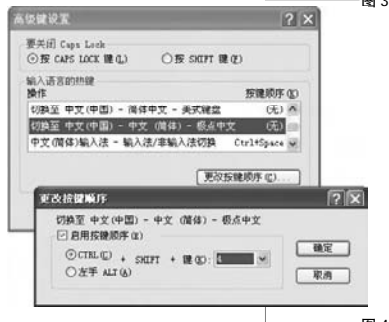 图 3
高级键设置
要关闭 Caps Lock
按 CAPS LOCK 键(L)    按 SHIFT 键(F)
输入语言的热键
操作    按键顺序(K)
切换至 中文(中国) - 简体中文 - 美式键盘    (无)
切换至 中文(中国) - 中文 (简体) - 极点中文    (无)
中文(简体)输入法 - 输入法/非输入法切换    Ctrl+Space
更改按键顺序(C)...
更改按键顺序
切换至 中文(中国) - 中文 (简体) - 极点中文
启用按键顺序(E)
CTRL(C) + SHIFT + 键(K):
左手 ALT(A)
确定
取消